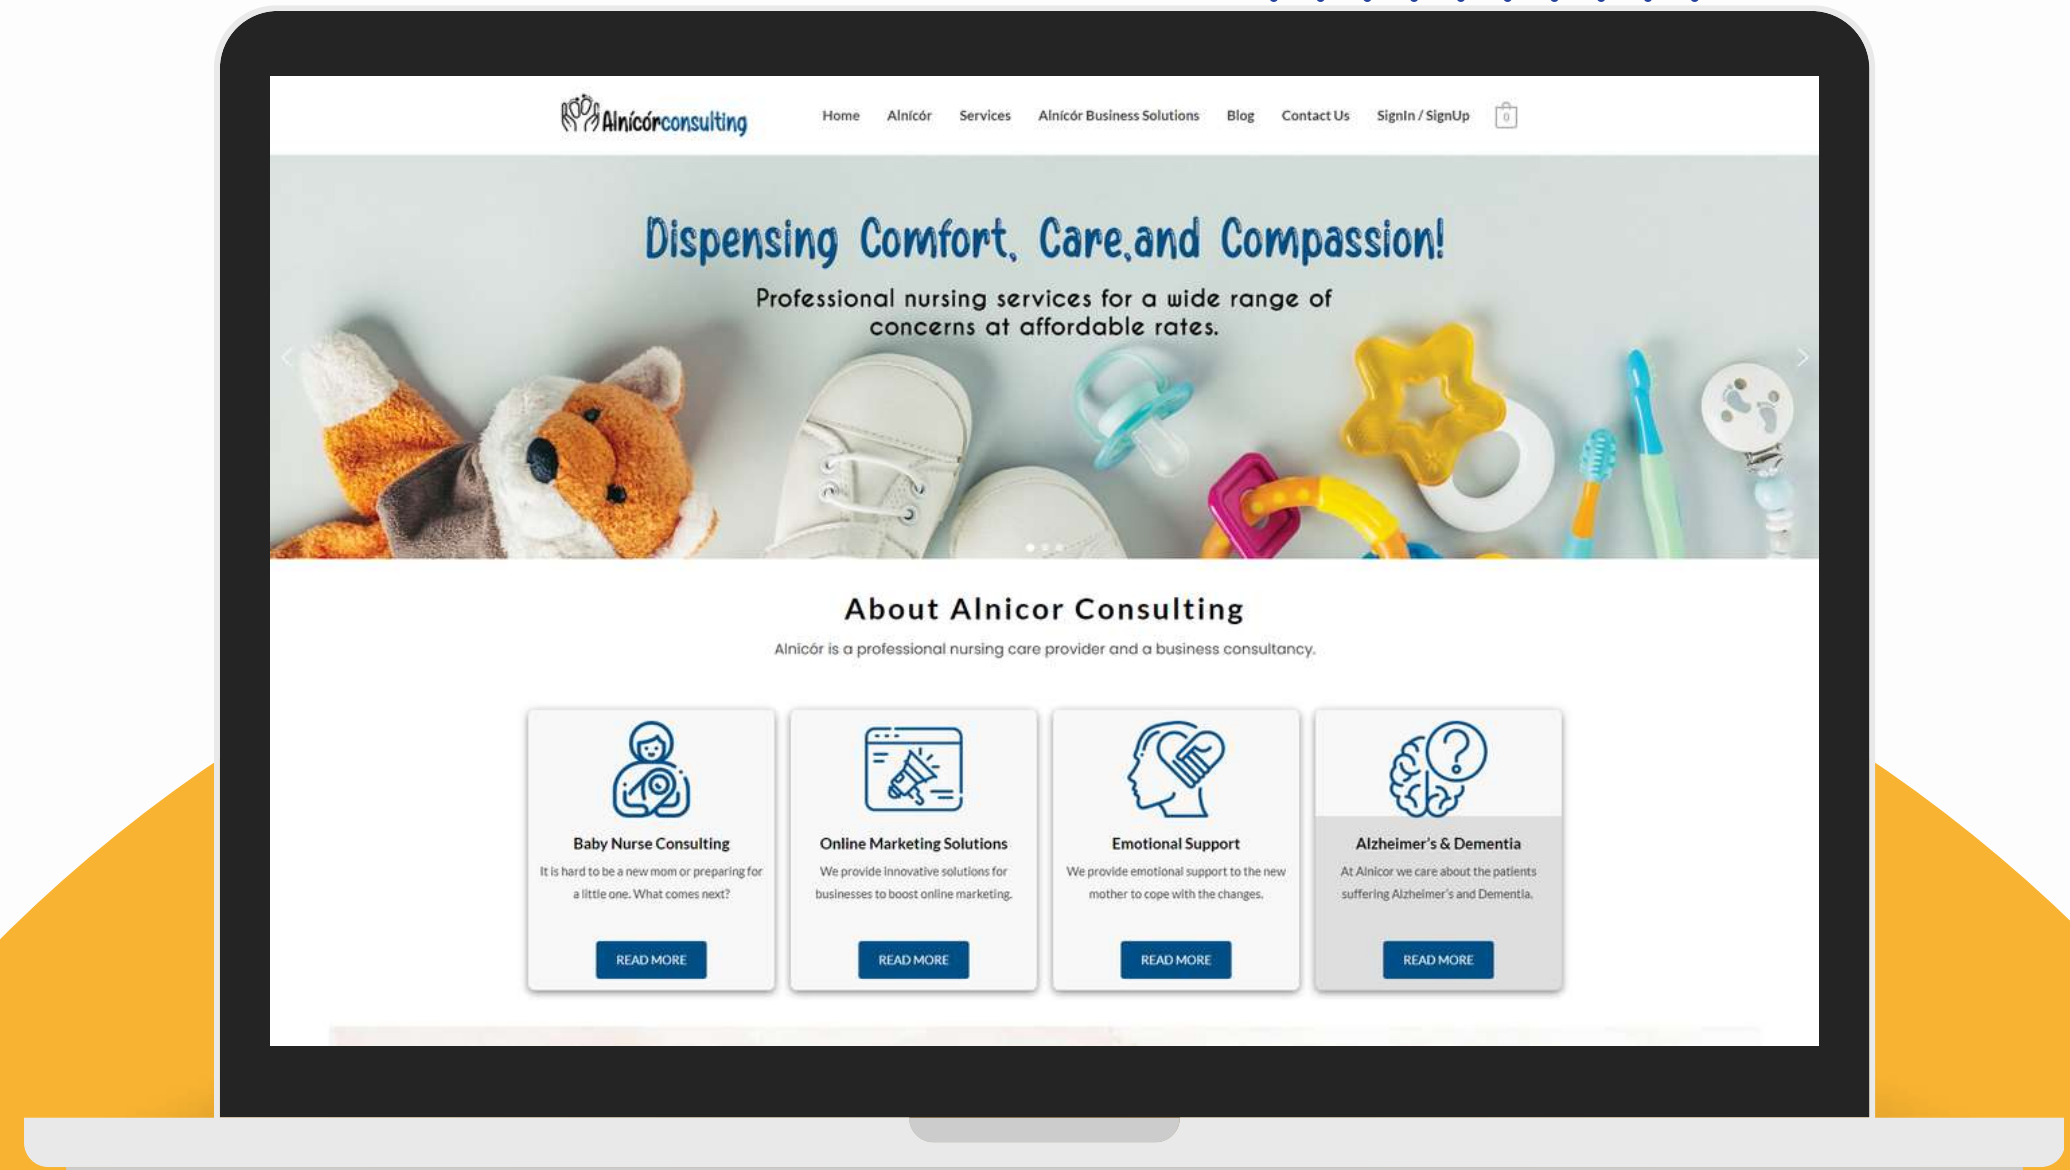 Alnícórconsulting
Home Alnícór Services Alnícór Business Solutions Blog Contact Us SignIn / SignUp 0
Dispensing Comfort, Care,and Compassion!
Professional nursing services for a wide range of
concerns at affordable rates.
About Alnicor Consulting
Alnicór is a professional nursing care provider and a business consultancy.
Baby Nurse Consulting
It is hard to be a new mom or preparing for
a little one. What comes next?
READ MORE
Online Marketing Solutions
We provide innovative solutions for
businesses to boost online marketing.
READ MORE
Emotional Support
We provide emotional support to the new
mother to cope with the changes.
READ MORE
Alzheimer's & Dementia
At Alnicor we care about the patients
suffering Alzheimer's and Dementia.
READ MORE